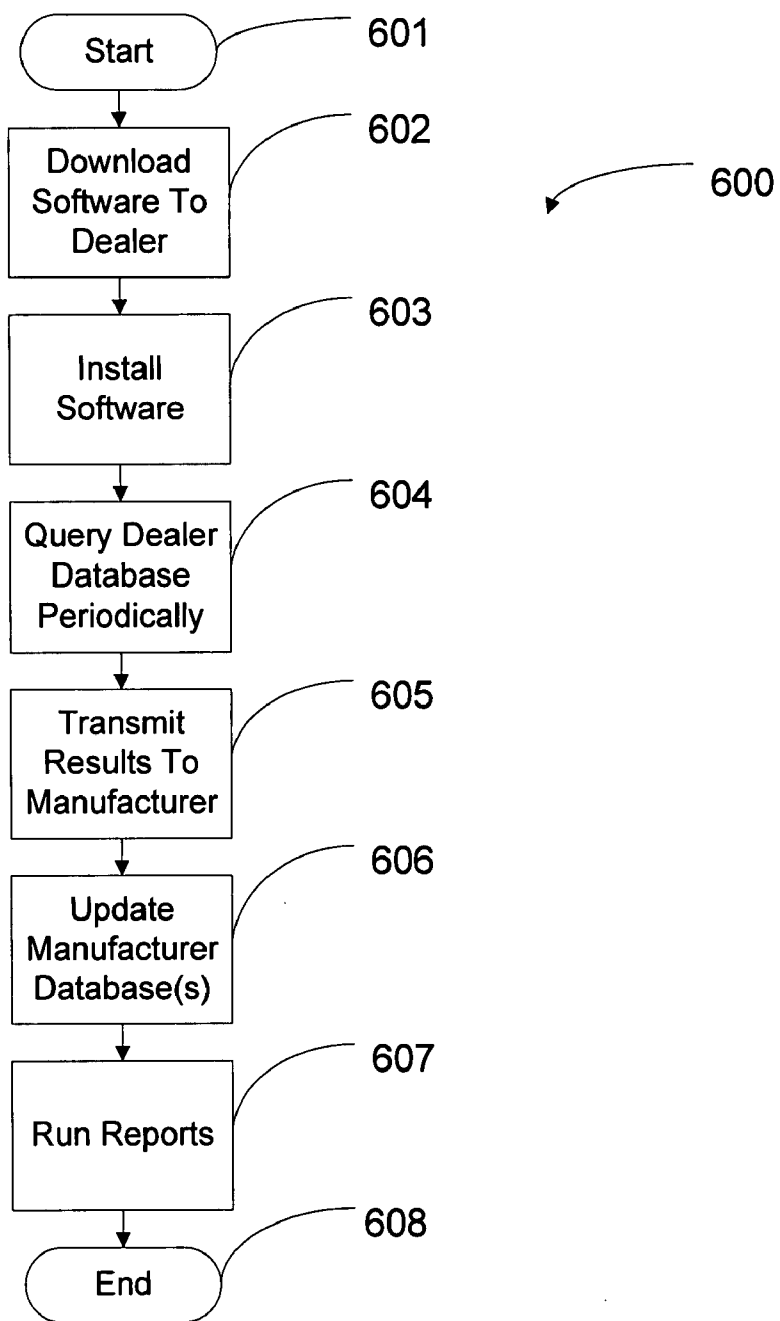 Start
601
Download
Software To
Dealer
602
600
Install
Software
603
Query Dealer
Database
Periodically
604
Transmit
Results To
Manufacturer
605
Update
Manufacturer
Database(s)
606
Run Reports
607
End
608